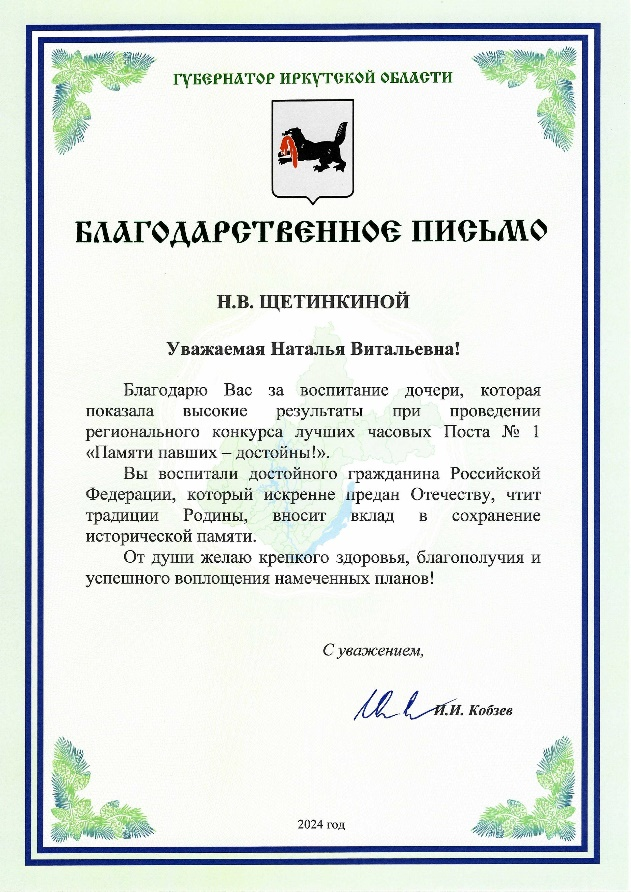 ГУБЕРНАТОР ИРКУТСКОЙ ОБЛАСТИ
БЛАГОДАРСТВЕННОЕ ПИСЬМО
Н.В. ЩЕТИНКИНОЙ
Уважаемая Наталья Витальевна!
Благодарю Вас за воспитание дочери, которая
показала высокие результаты при проведении
регионального конкурса лучших часовых Поста № 1
«Памяти павших – достойны!».
Вы воспитали достойного гражданина Российской
Федерации, который искренне предан Отечеству, чтит
традиции Родины, вносит вклад в сохранение
исторической памяти.
От души желаю крепкого здоровья, благополучия и
успешного воплощения намеченных планов!
С уважением,
И.И. Кобзев
2024 год